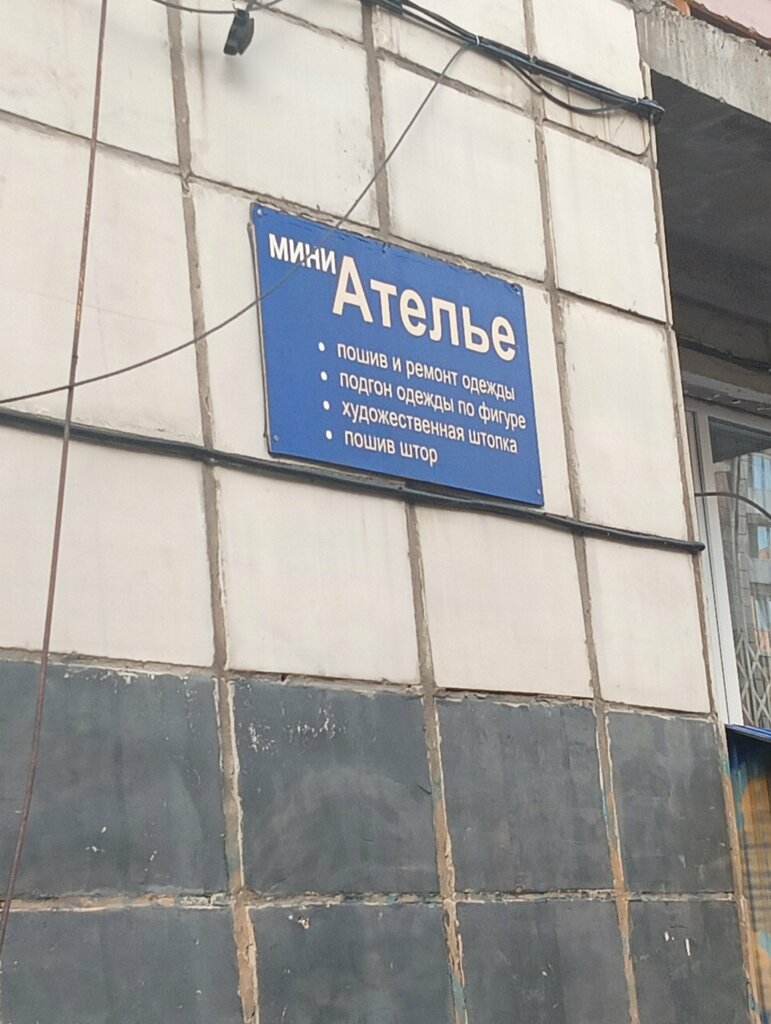 мини
Ателье
• пошив и ремонт одежды
• подгон одежды по фигуре
• художественная штопка
• пошив штор